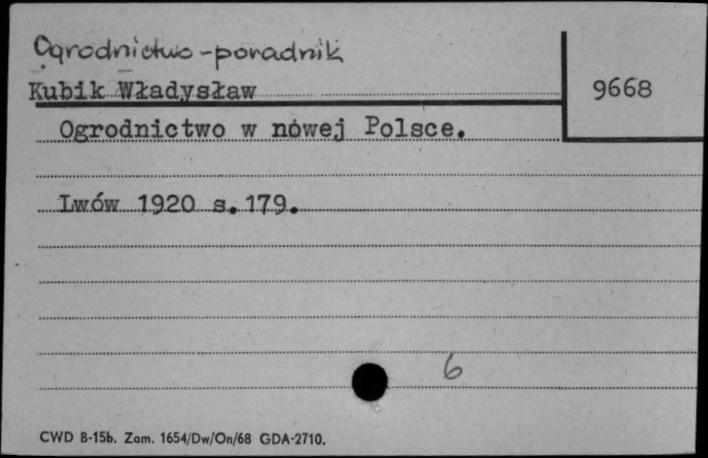 Ogrodnictwo - poradnik
Kubik Władysław
9668
Ogrodnictwo w nowej Polsce.
Lwów 1920 s.179.
6
CWD B-15b. Zam. 1654/Dw/On/68 GDA-2710.